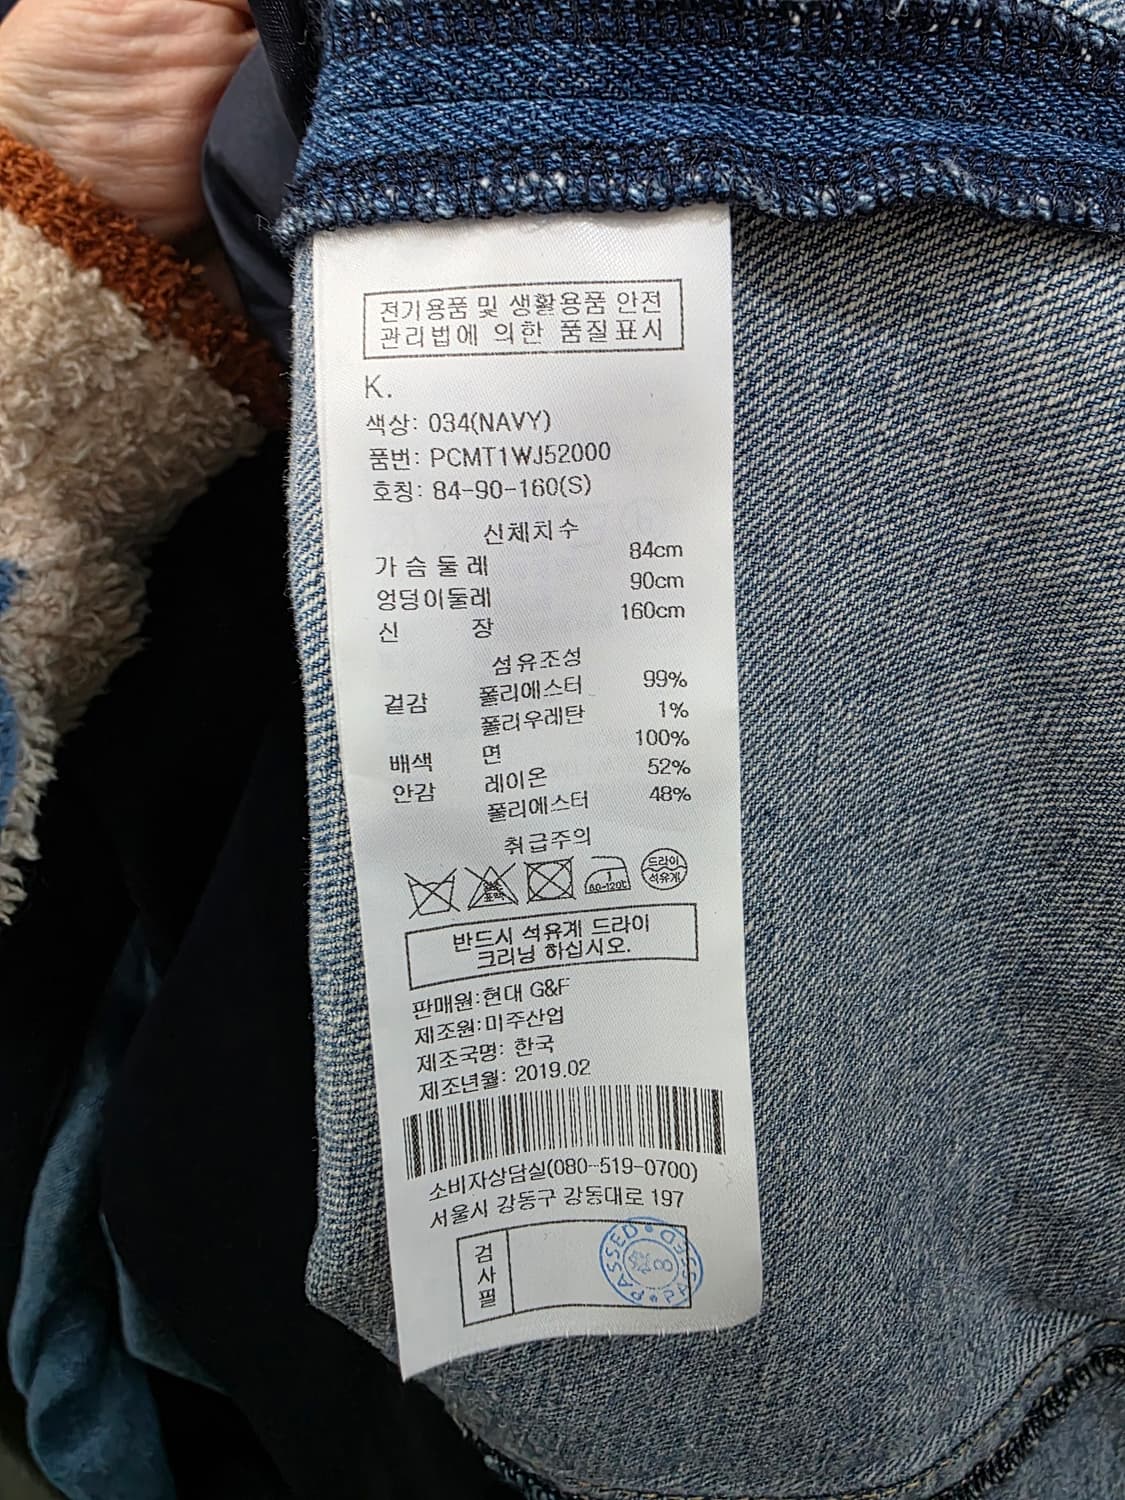 전기용품 및 생활용품 안전
관리법에 의한 품질표시
K.
색상: 034(NAVY)
품번: PCMT1WJ52000
호칭: 84-90-160(S)
신체치수
가슴둘레 84cm
엉덩이둘레 90cm
신 장 160cm
섬유조성
겉감 폴리에스터 99%
폴리우레탄 1%
배색 면 100%
안감 레이온 52%
폴리에스터 48%
취급주의
60-120℃
드라이
석유계
반드시 석유계 드라이
크리닝 하십시오.
판매원:현대 G&F
제조원:미주산업
제조국명: 한국
제조년월: 2019.02
소비자상담실(080-519-0700)
서울시 강동구 강동대로 197
검사필
PASSED PASSED
8